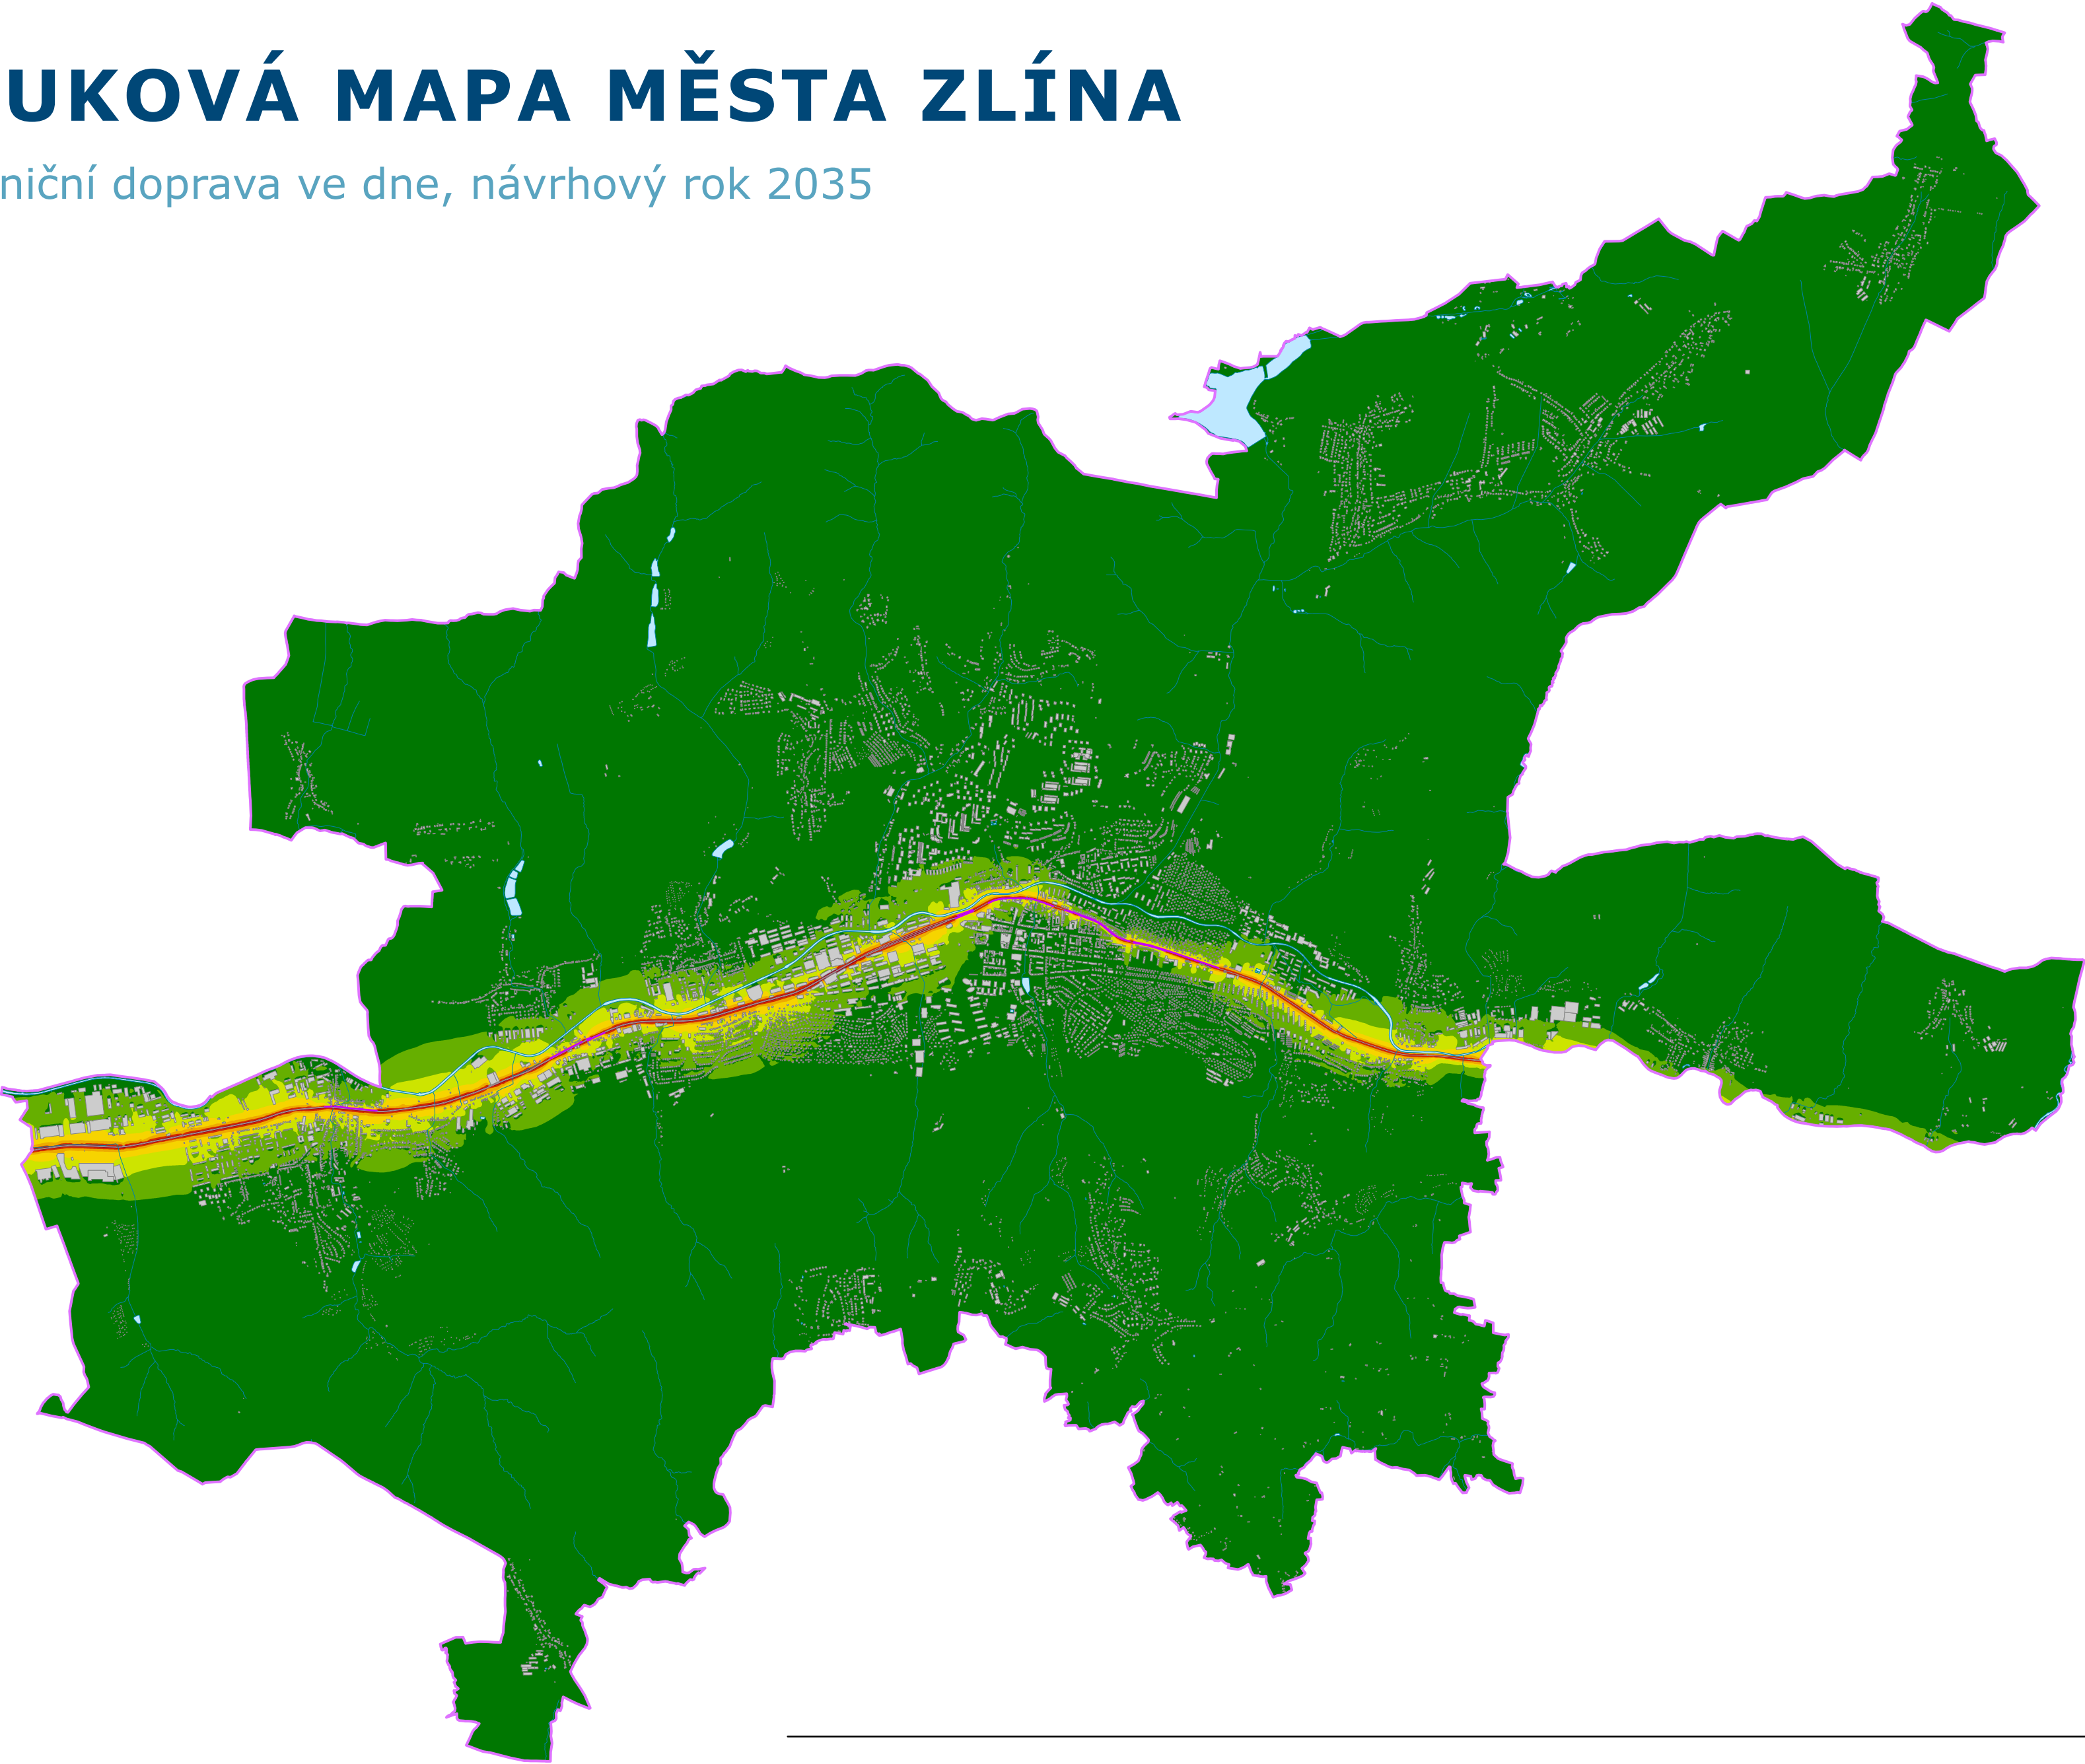 UKOVÁ MAPA MĚSTA ZLÍNA
niční doprava ve dne, návrhový rok 2035